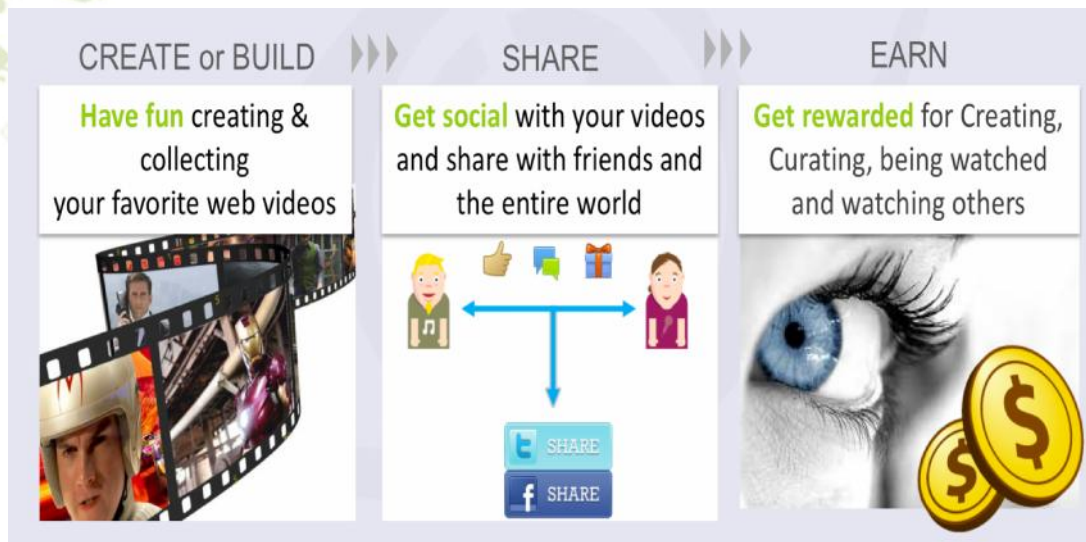 CREATE or BUILD
Have fun creating &
collecting
your favorite web videos
SHARE
Get social with your videos
and share with friends and
the entire world
t SHARE
f SHARE
EARN
Get rewarded for Creating,
Curating, being watched
and watching others
$
$